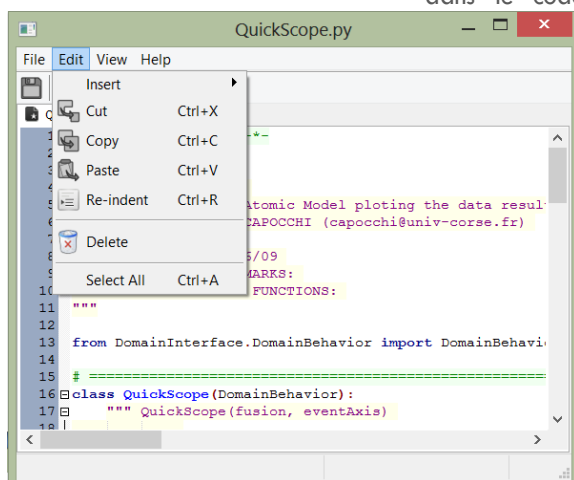 dans le cod
QuickScope.py
File Edit View Help
Insert
Cut Ctrl+X
Copy Ctrl+C
Paste Ctrl+V
Re-indent Ctrl+R
Delete
Select All Ctrl+A
Q
1 -*-
2
3
4
5 Atomic Model ploting the data resul
6 CAPOCCHI (capocchi@univ-corse.fr)
7
8 /09
9 MARKS:
10 FUNCTIONS:
11 """
12
13 from DomainInterface.DomainBehavior import DomainBehavi
14
15 # =====================================================
16 class QuickScope(DomainBehavior):
17 """ QuickScope(fusion, eventAxis)
18